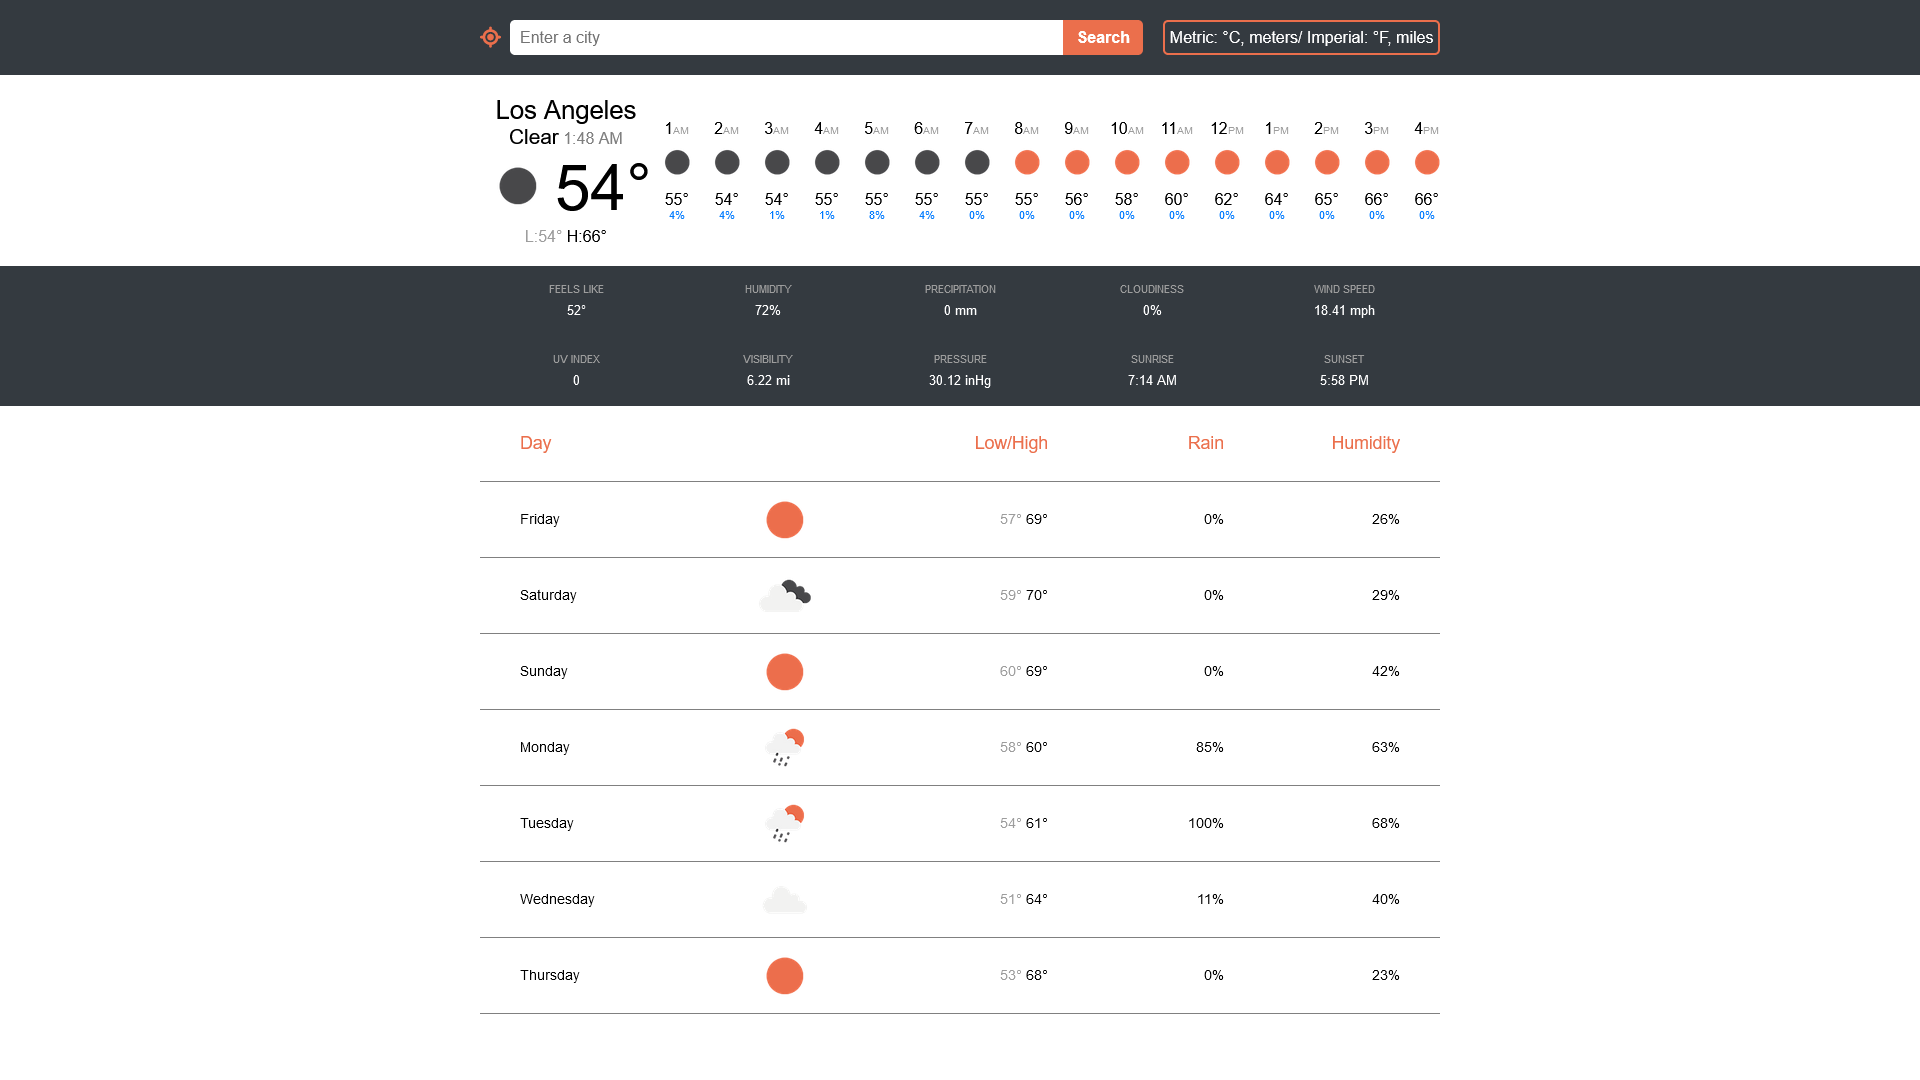 Enter a city Search Metric: °C, meters/ Imperial: °F, miles
Los Angeles
Clear 1:48 AM
54°
L:54° H:66°
1AM 2AM 3AM 4AM 5AM 6AM 7AM 8AM 9AM 10AM 11AM 12PM 1PM 2PM 3PM 4PM
55° 54° 54° 55° 55° 55° 55° 55° 56° 58° 60° 62° 64° 65° 66° 66°
4% 4% 1% 1% 8% 4% 0% 0% 0% 0% 0% 0% 0% 0% 0% 0%
FEELS LIKE HUMIDITY PRECIPITATION CLOUDINESS WIND SPEED
52° 72% 0 mm 0% 18.41 mph
UV INDEX VISIBILITY PRESSURE SUNRISE SUNSET
0 6.22 mi 30.12 inHg 7:14 AM 5:58 PM
Day Low/High Rain Humidity
Friday 57° 69° 0% 26%
Saturday 59° 70° 0% 29%
Sunday 60° 69° 0% 42%
Monday 58° 60° 85% 63%
Tuesday 54° 61° 100% 68%
Wednesday 51° 64° 11% 40%
Thursday 53° 68° 0% 23%